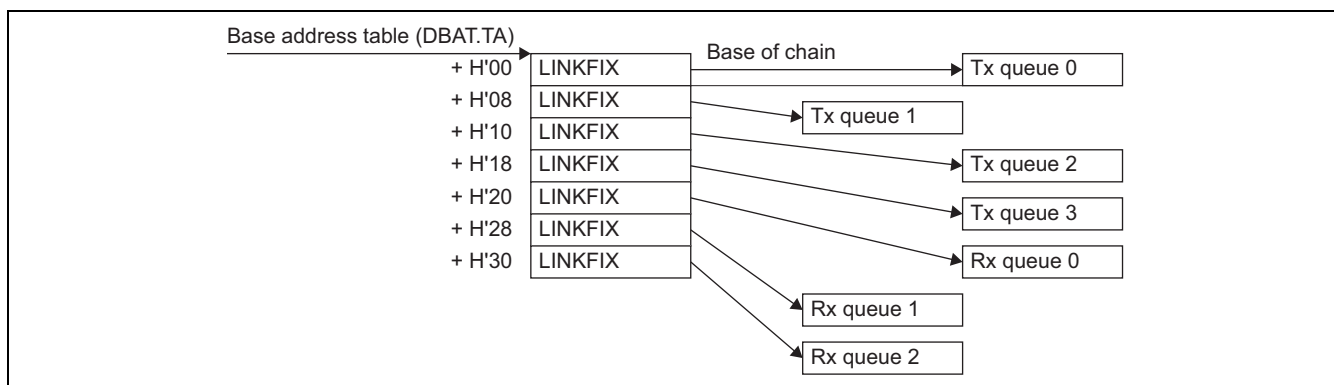 Base address table (DBAT.TA)
+ H'00 LINKFIX Base of chain Tx queue 0
+ H'08 LINKFIX Tx queue 1
+ H'10 LINKFIX Tx queue 2
+ H'18 LINKFIX Tx queue 3
+ H'20 LINKFIX Rx queue 0
+ H'28 LINKFIX Rx queue 1
+ H'30 LINKFIX Rx queue 2